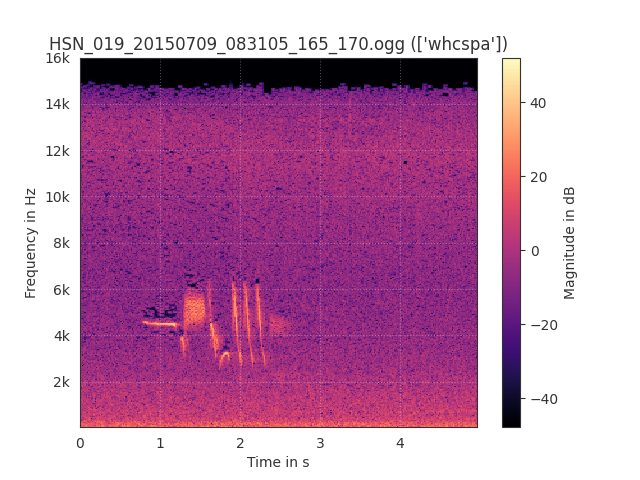 HSN_019_20150709_083105_165_170.ogg (['whcspa'])
16k
14k
12k
10k
8k
6k
4k
2k
Frequency in Hz
0
1
2
3
4
Time in s
40
20
0
−20
−40
Magnitude in dB